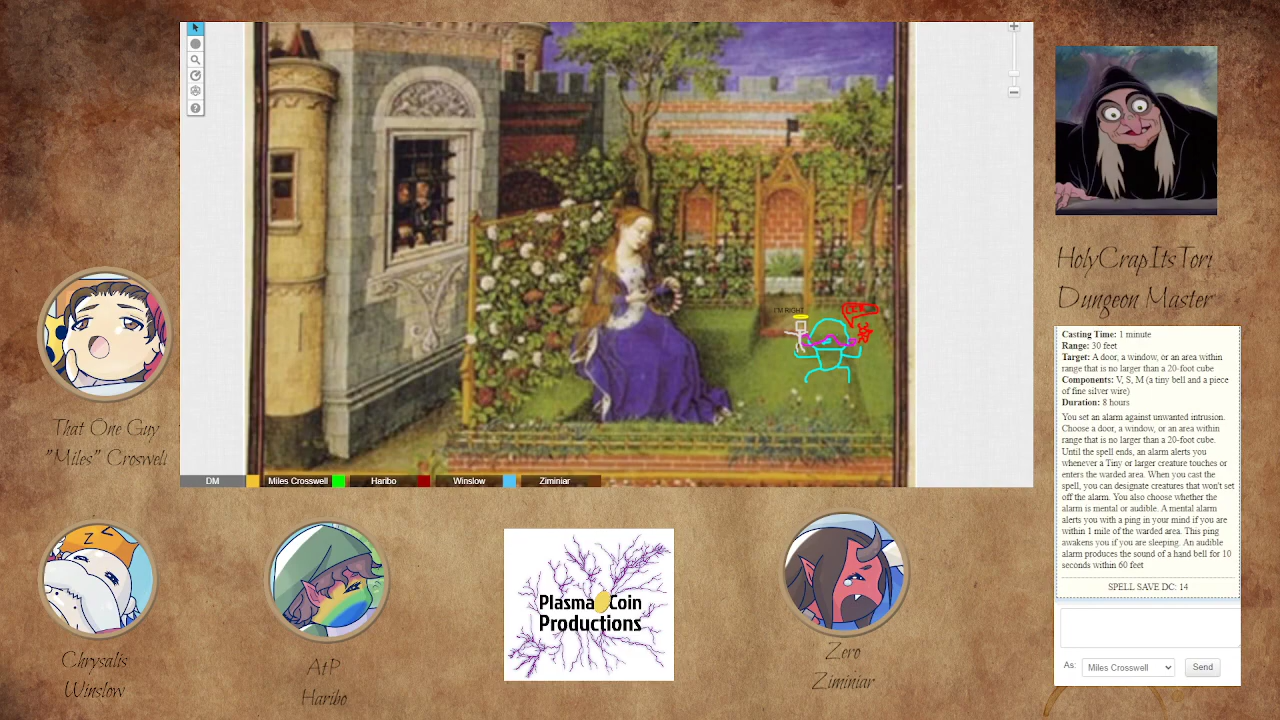 I'M RIGHT
HolyCrapItsTori
Dungeon Master
Casting Time: 1 minute
Range: 30 feet
Target: A door, a window, or an area within
range that is no larger than a 20-foot cube
Components: V, S, M (a tiny bell and a piece
of fine silver wire)
Duration: 8 hours
You set an alarm against unwanted intrusion.
Choose a door, a window, or an area within
range that is no larger than a 20-foot cube.
Until the spell ends, an alarm alerts you
whenever a Tiny or larger creature touches or
enters the warded area. When you cast the
spell, you can designate creatures that won't set
off the alarm. You also choose whether the
alarm is mental or audible. A mental alarm
alerts you with a ping in your mind if you are
within 1 mile of the warded area. This ping
awakens you if you are sleeping. An audible
alarm produces the sound of a hand bell for 10
seconds within 60 feet
SPELL SAVE DC: 14
As: Miles Crosswell Send
That One Guy
"Miles" Croswell
DM Miles Crosswell Haribo Winslow Ziminiar
Z Z
Chrysalis
Winslow
AtP
Haribo
Plasma Coin
Productions
Zero
Ziminiar